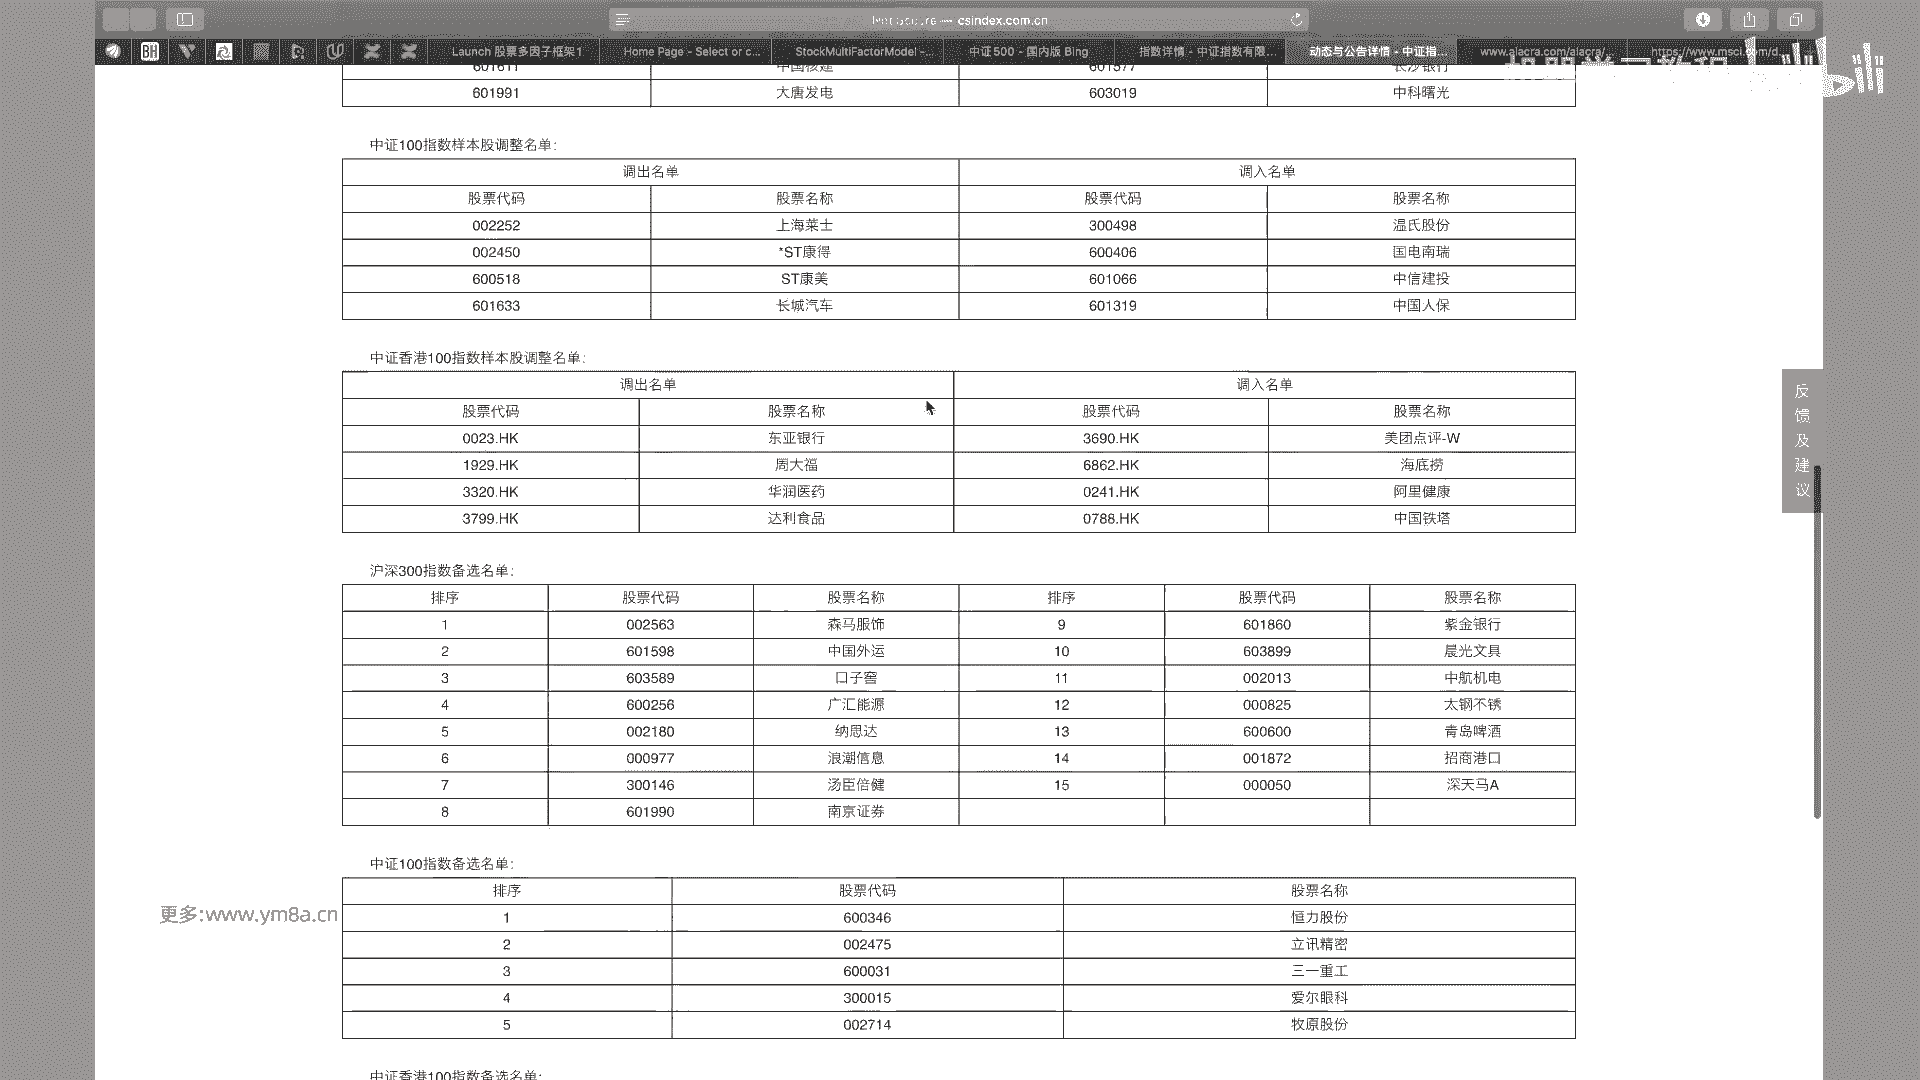 csindex.com.cn
BH
Launch 股票多因子框架1
Home Page - Select or c...
StockMultiFactorModel -...
中证500 - 国内版 Bing
指数详情 - 中证指数有限...
动态与公告详情 - 中证指...
www.alacra.com/alacra/...
https://www.msci.com/d...
601611 中国核建 601577 长沙银行
601991 大唐发电 603019 中科曙光
中证100指数样本股调整名单:
调出名单 调入名单
股票代码 股票名称 股票代码 股票名称
002252 上海莱士 300498 温氏股份
002450 *ST康得 600406 国电南瑞
600518 ST康美 601066 中信建投
601633 长城汽车 601319 中国人保
中证香港100指数样本股调整名单:
调出名单 调入名单
股票代码 股票名称 股票代码 股票名称
0023.HK 东亚银行 3690.HK 美团点评-W
1929.HK 周大福 6862.HK 海底捞
3320.HK 华润医药 0241.HK 阿里健康
3799.HK 达利食品 0788.HK 中国铁塔
沪深300指数备选名单:
排序 股票代码 股票名称 排序 股票代码 股票名称
1 002563 森马服饰 9 601860 紫金银行
2 601598 中国外运 10 603899 晨光文具
3 603589 口子窖 11 002013 中航机电
4 600256 广汇能源 12 000825 太钢不锈
5 002180 纳思达 13 600600 青岛啤酒
6 000977 浪潮信息 14 001872 招商港口
7 300146 汤臣倍健 15 000050 深天马A
8 601990 南京证券
中证100指数备选名单:
排序 股票代码 股票名称
1 600346 恒力股份
2 002475 立讯精密
3 600031 三一重工
4 300015 爱尔眼科
5 002714 牧原股份
中证香港100指数备选名单:
反馈及建议
更多:www.ym8a.cn
bilibili